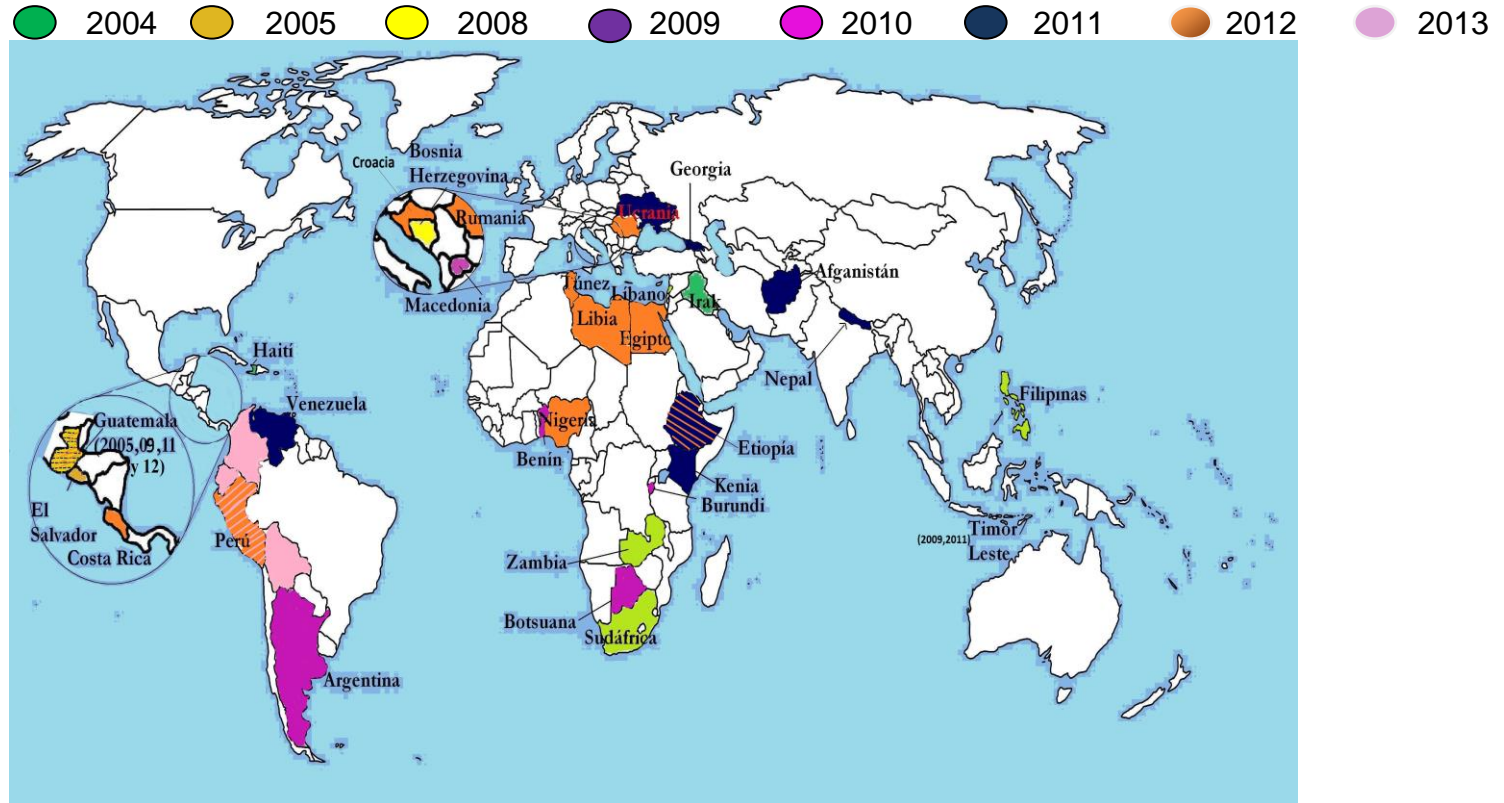 2004 2005 2008 2009 2010 2011 2012 2013
Croacia
Bosnia
Herzegovina
Rumania
Macedonia
Ucrania
Georgia
Afganistán
Túnez
Líbano
Irak
Libia
Egipto
Nepal
Haití
Venezuela
Guatemala
(2005,09,11
y 12)
El
Salvador
Costa Rica
Perú
Argentina
Nigeria
Benín
Etiopía
Kenia
Burundi
Zambia
Botsuana
Sudáfrica
Filipinas
(2009,2011)
Timor
Leste